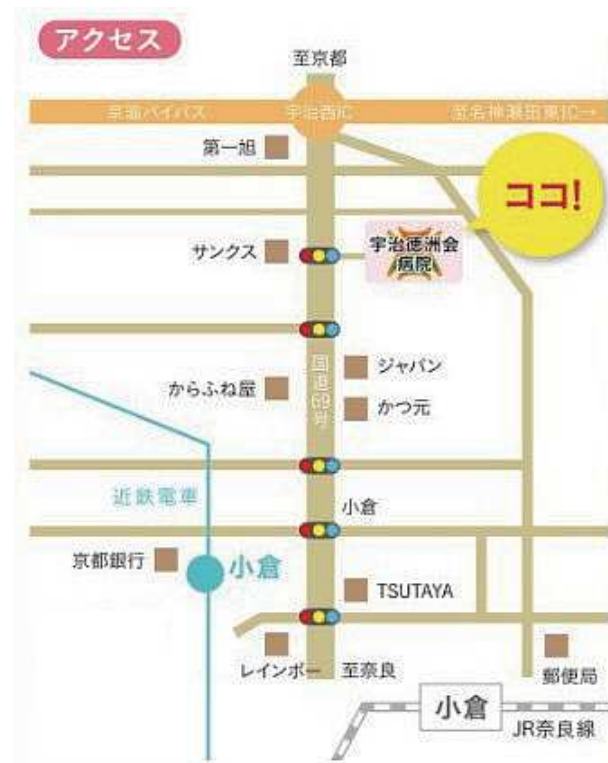 アクセス
至京都
京滋バイパス
宇治西IC
至名神瀬田東IC→
第一旭
ココ!
サンクス
宇治徳洲会
病院
国道69号
ジャパン
からふね屋
かつ元
近鉄電車
小倉
京都銀行
小倉
TSUTAYA
レインボー
至奈良
郵便局
小倉
JR奈良線